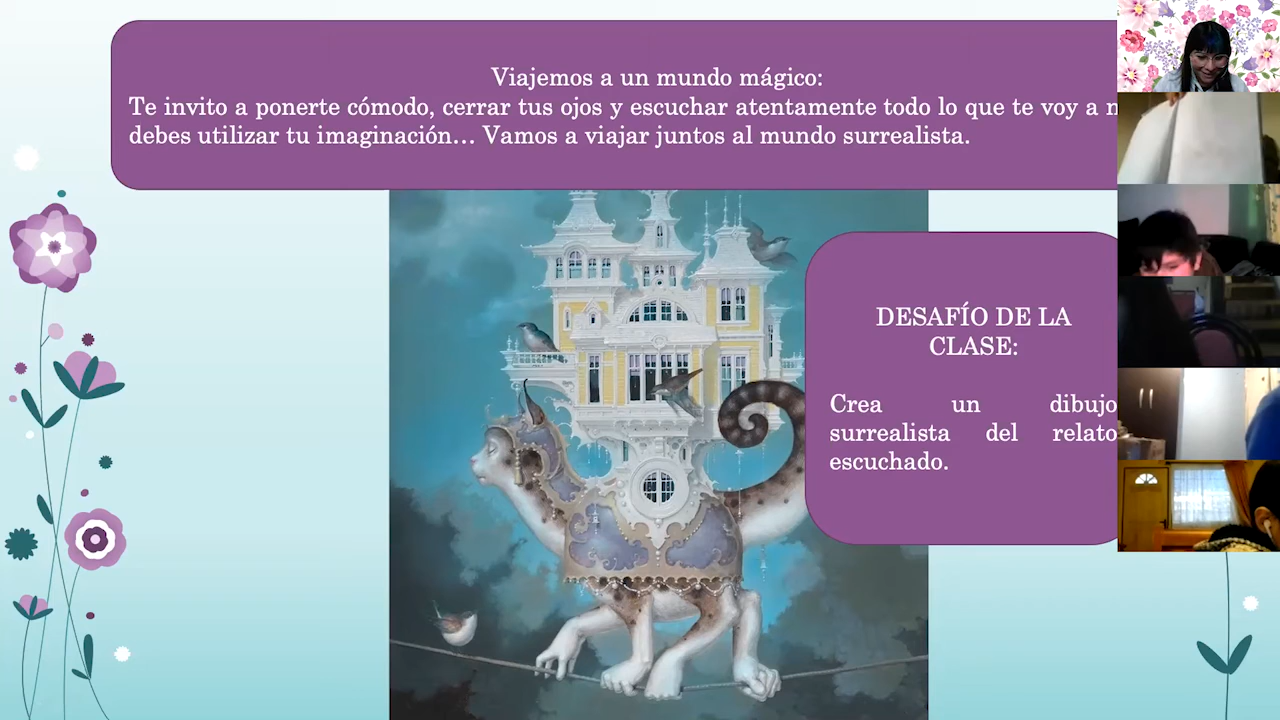 Viajemos a un mundo mágico:
Te invito a ponerte cómodo, cerrar tus ojos y escuchar atentamente todo lo que te voy a
debes utilizar tu imaginación… Vamos a viajar juntos al mundo surrealista.
DESAFÍO DE LA
CLASE:
Crea un dibujo
surrealista del relato
escuchado.